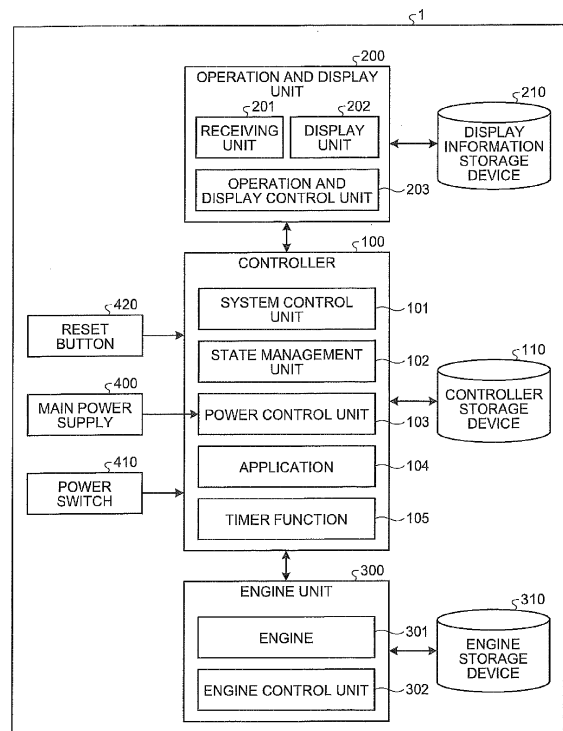 1
200
OPERATION AND DISPLAY
UNIT
201
RECEIVING
UNIT
202
DISPLAY
UNIT
OPERATION AND
DISPLAY CONTROL UNIT
203
210
DISPLAY
INFORMATION
STORAGE
DEVICE
100
CONTROLLER
SYSTEM CONTROL
UNIT
101
STATE MANAGEMENT
UNIT
102
POWER CONTROL UNIT
103
APPLICATION
104
TIMER FUNCTION
105
420
RESET
BUTTON
400
MAIN POWER
SUPPLY
410
POWER
SWITCH
110
CONTROLLER
STORAGE
DEVICE
300
ENGINE UNIT
ENGINE
301
ENGINE CONTROL UNIT
302
310
ENGINE
STORAGE
DEVICE